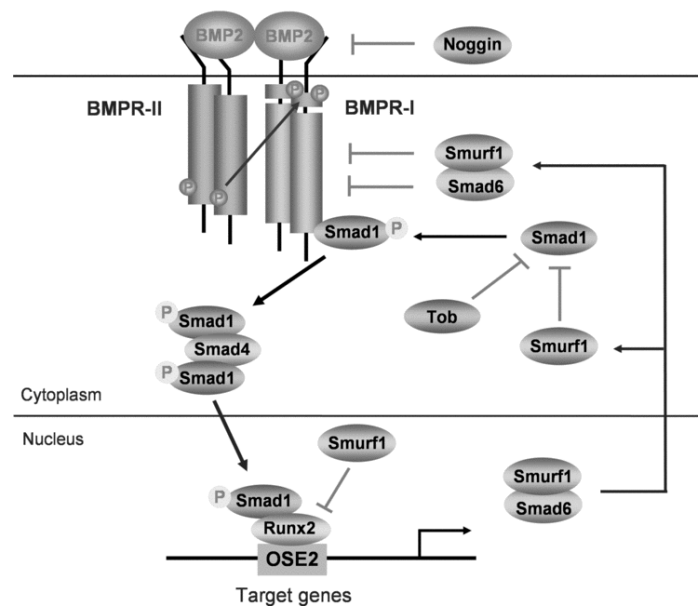 BMP2 BMP2
Noggin
BMPR-II
BMPR-I
P P
Smurf1
Smad6
P P
Smad1 P
Smad1
P Smad1
Smad4
P Smad1
Tob
Smurf1
Cytoplasm
Nucleus
Smurf1
Smurf1
Smad6
P Smad1
Runx2
OSE2
Target genes